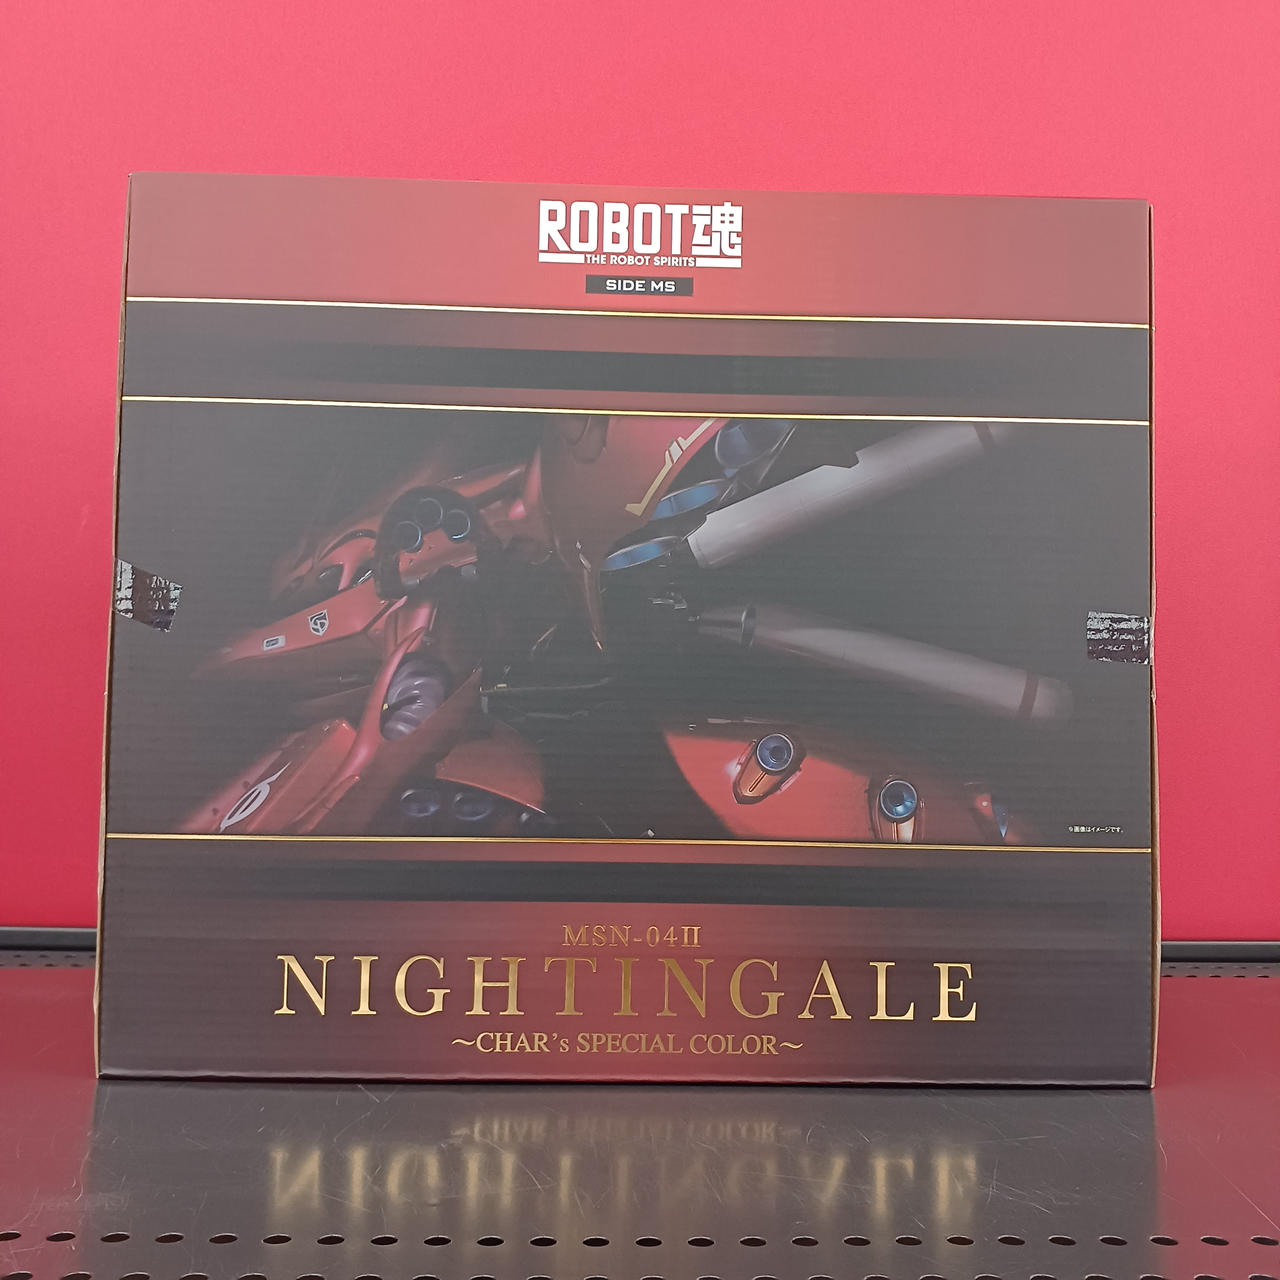 ROBOT魂
THE ROBOT SPIRITS
SIDE MS
※画像はイメージです。
MSN-04II
NIGHTINGALE
～CHAR's SPECIAL COLOR～